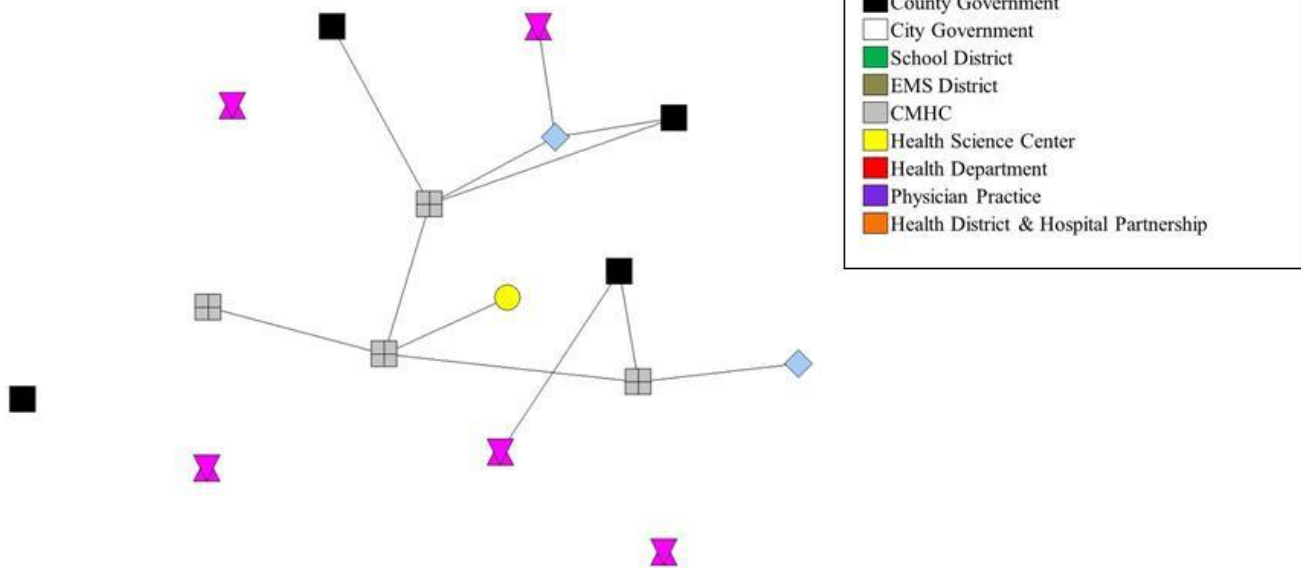 County Government
City Government
School District
EMS District
CMHC
Health Science Center
Health Department
Physician Practice
Health District & Hospital Partnership